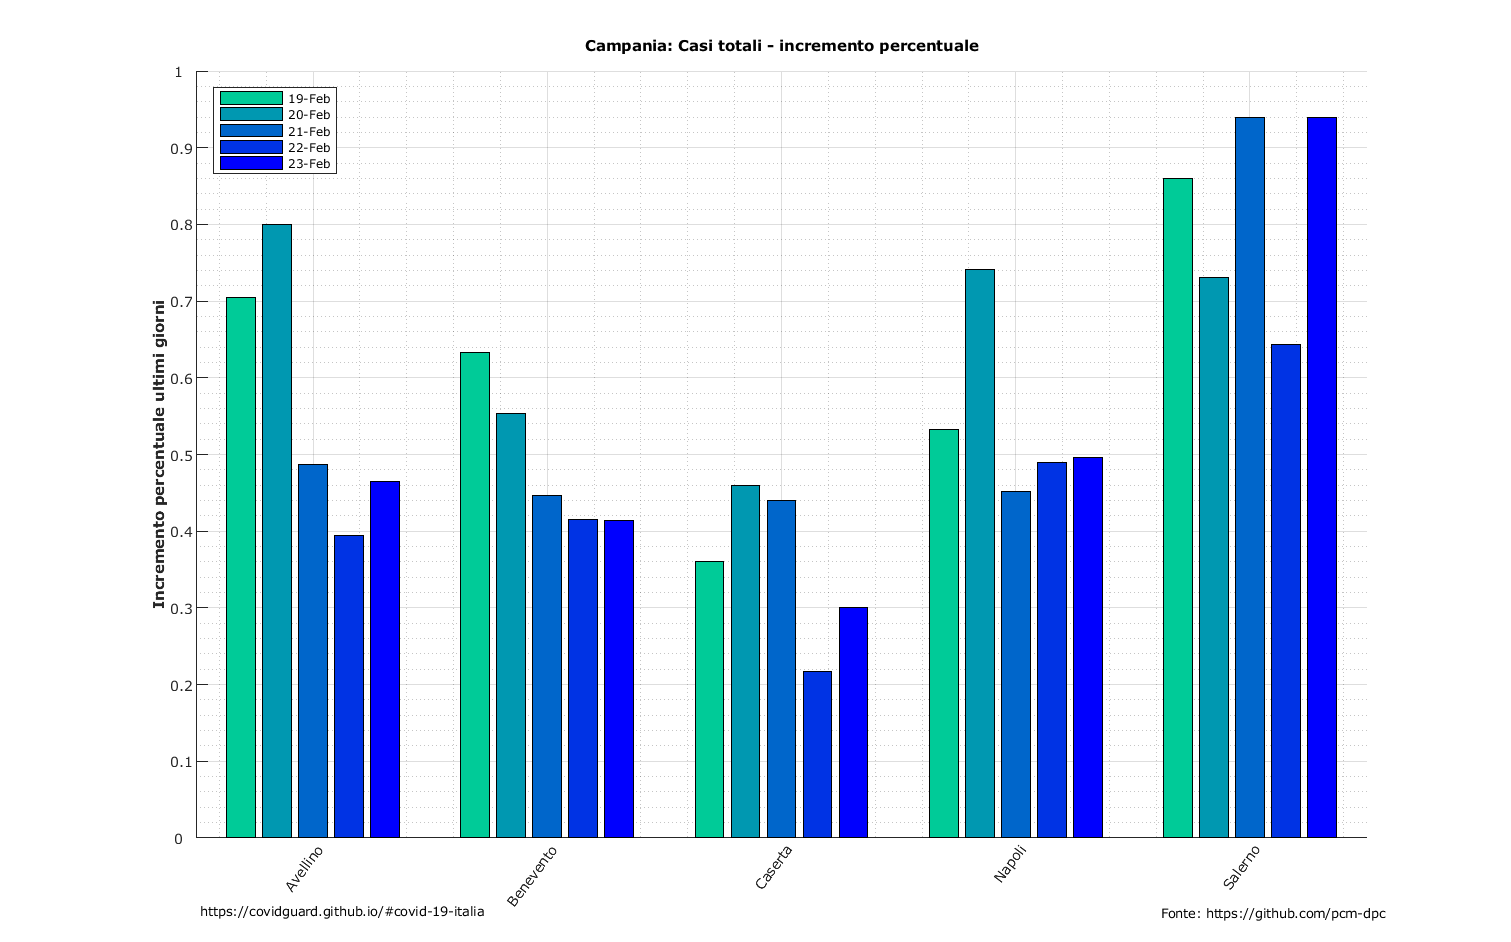 Campania: Casi totali - incremento percentuale
1
0.9
0.8
0.7
0.6
0.5
0.4
0.3
0.2
0.1
0
Incremento percentuale ultimi giorni
19-Feb
20-Feb
21-Feb
22-Feb
23-Feb
Avellino
Benevento
Caserta
Napoli
Salerno
https://covidguard.github.io/#covid-19-italia
Fonte: https://github.com/pcm-dpc